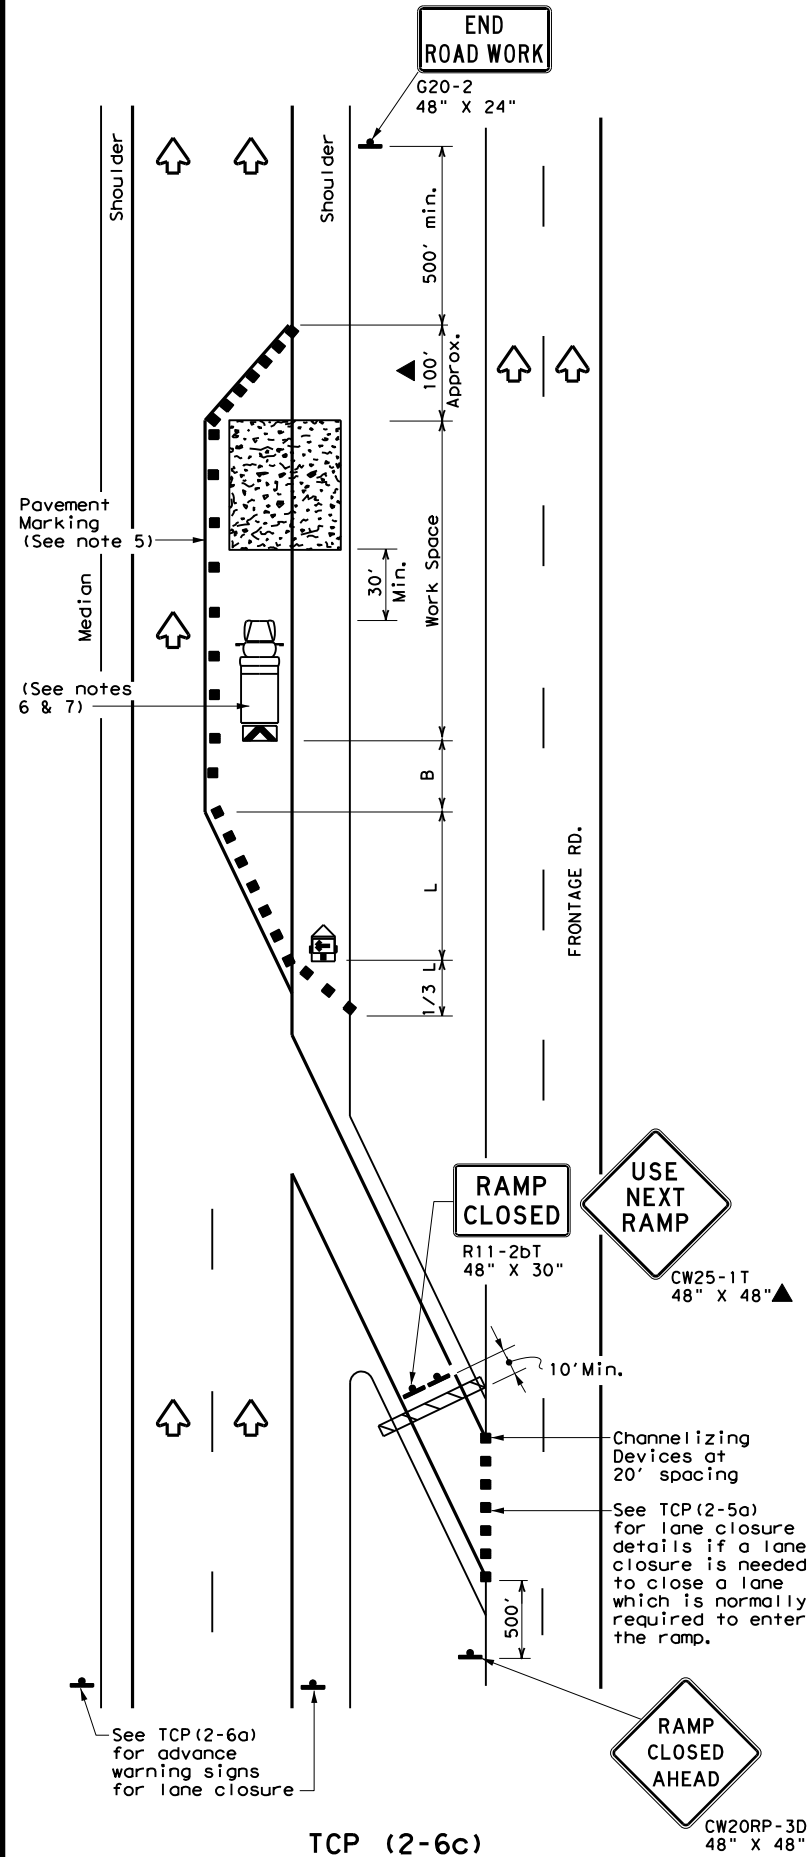 END
ROAD WORK
G20-2
48" X 24"
Shoulder
Shoulder
500' min.
100'
Approx.
Pavement
Marking
(See note 5)
30'
Min.
Work Space
Median
(See notes
6 & 7)
B
L
FRONTAGE RD.
1/3 L
RAMP
CLOSED
R11-2bT
48" X 30"
USE
NEXT
RAMP
CW25-1T
48" X 48"
10'Min.
Channelizing
Devices at
20' spacing
See TCP(2-5a)
for lane closure
details if a lane
closure is needed
to close a lane
which is normally
required to enter
the ramp.
500'
See TCP(2-6a)
for advance
warning signs
for lane closure
RAMP
CLOSED
AHEAD
CW20RP-3D
48" X 48"
TCP (2-6c)